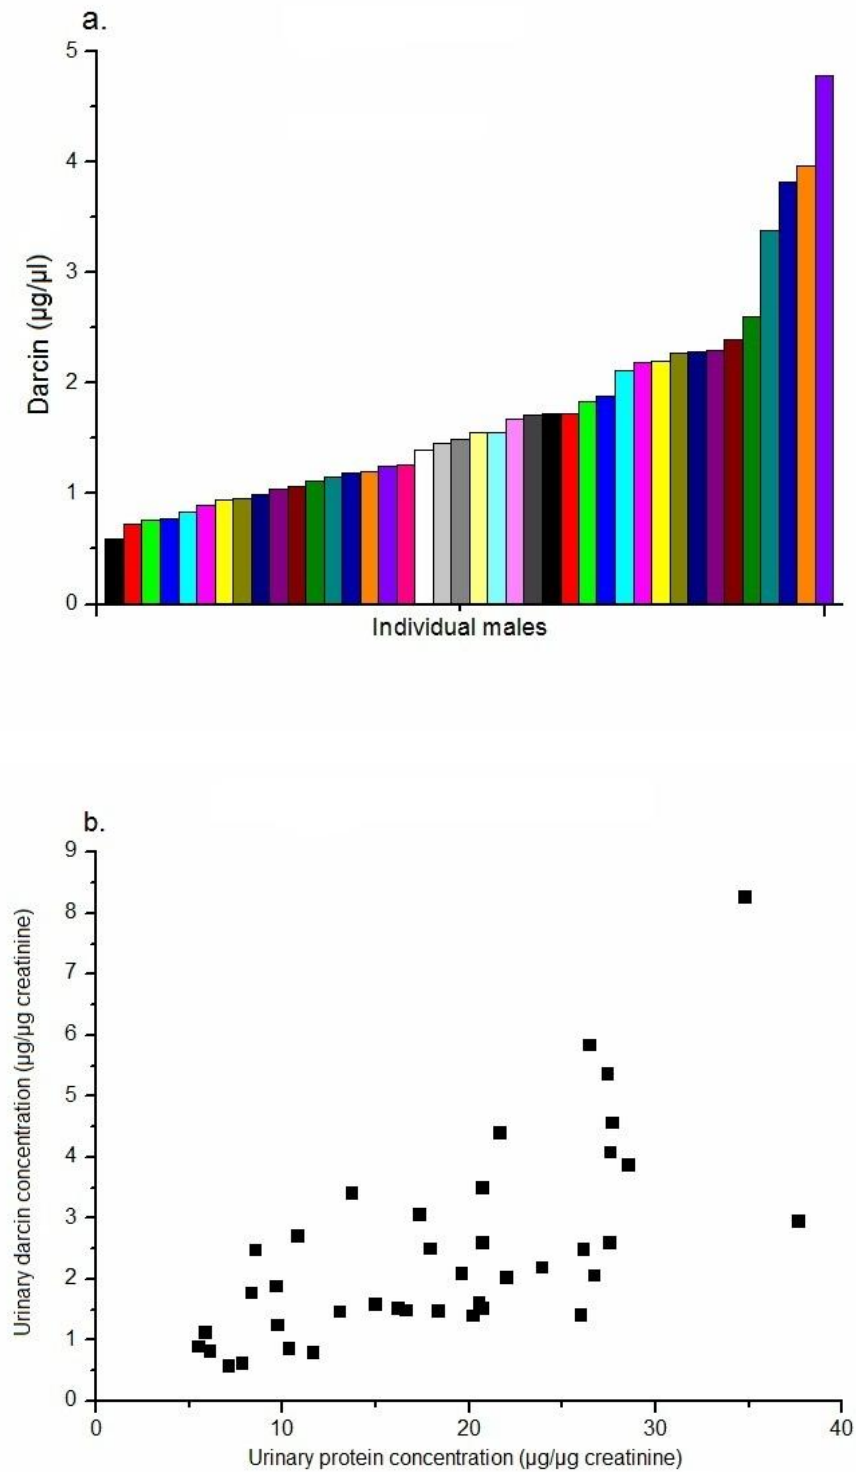 a.
5
4
3
2
1
0
Darcin (µg/µl)
Individual males
b.
9
8
7
6
5
4
3
2
1
0
Urinary darcin concentration (µg/µg creatinine)
0 10 20 30 40
Urinary protein concentration (µg/µg creatinine)